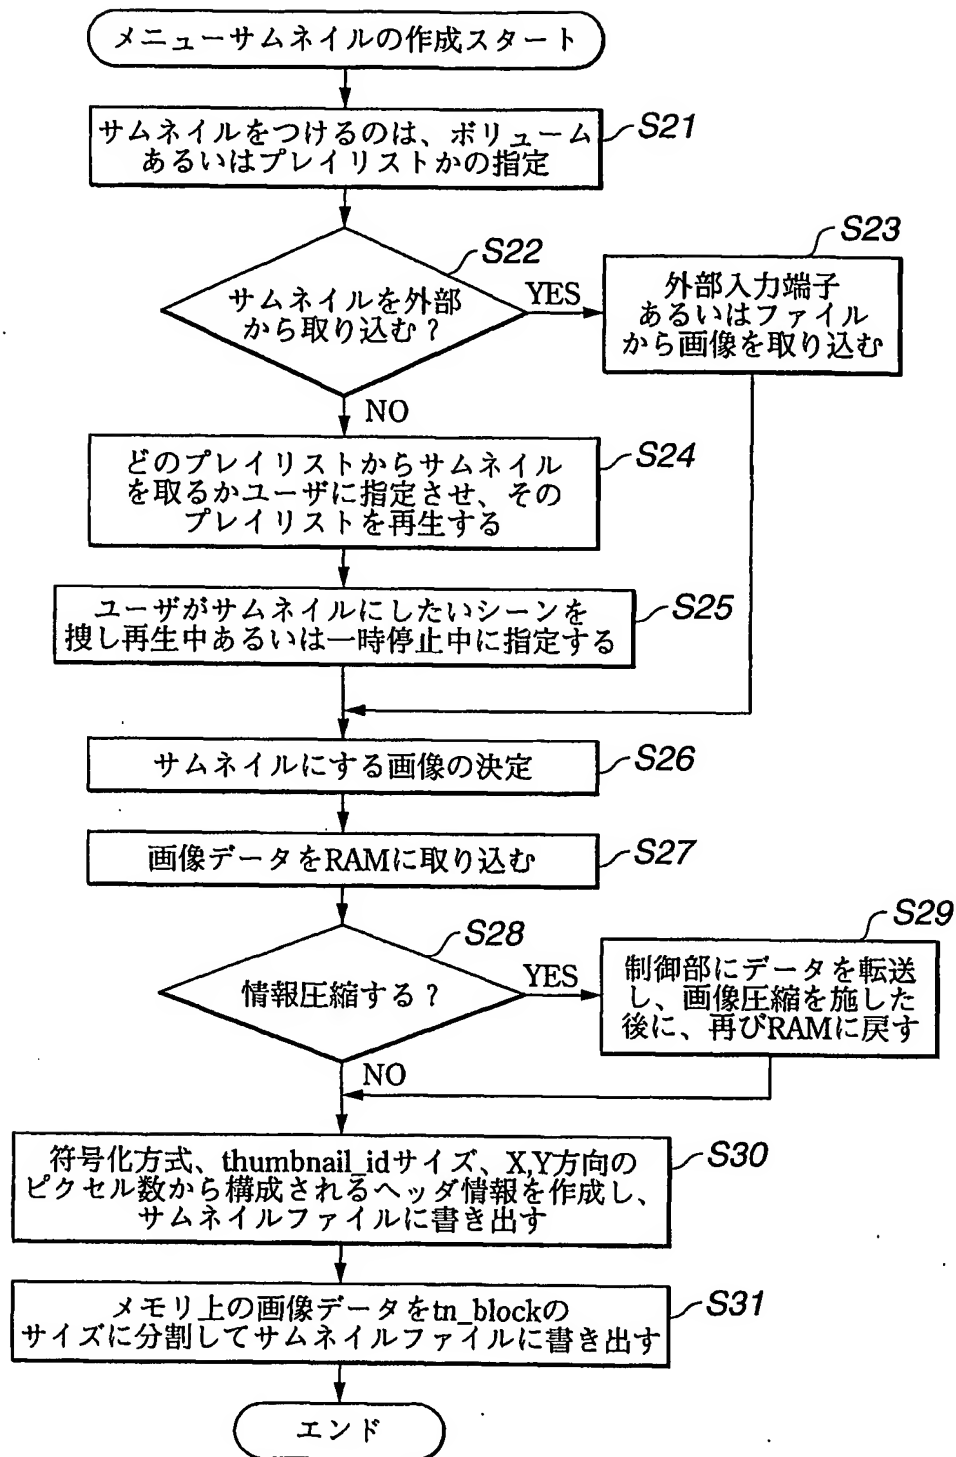 メニューサムネイルの作成スタート
サムネイルをつけるのは、ボリューム
あるいはプレイリストかの指定
S21
サムネイルを外部
から取り込む？
S22
YES
外部入力端子
あるいはファイル
から画像を取り込む
S23
NO
どのプレイリストからサムネイル
を取るかユーザに指定させ、その
プレイリストを再生する
S24
ユーザがサムネイルにしたいシーンを
捜し再生中あるいは一時停止中に指定する
S25
サムネイルにする画像の決定
S26
画像データをRAMに取り込む
S27
情報圧縮する？
S28
YES
制御部にデータを転送
し、画像圧縮を施した
後に、再びRAMに戻す
S29
NO
符号化方式、thumbnail_idサイズ、X,Y方向の
ピクセル数から構成されるヘッダ情報を作成し、
サムネイルファイルに書き出す
S30
メモリ上の画像データをtn_blockの
サイズに分割してサムネイルファイルに書き出す
S31
エンド